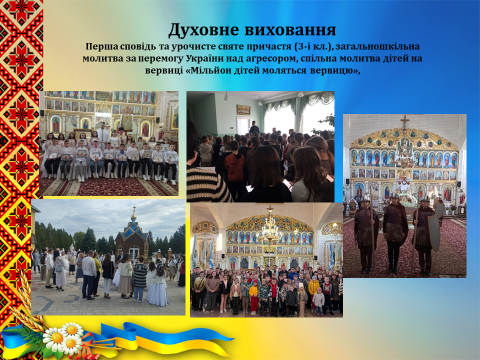 Духовне виховання
Перша сповідь та урочисте святе причастя (3-і кл.), загальношкільна
молитва за перемогу України над агресором, спільна молитва дітей на
вервиці «Мільйон дітей моляться вервицю»,